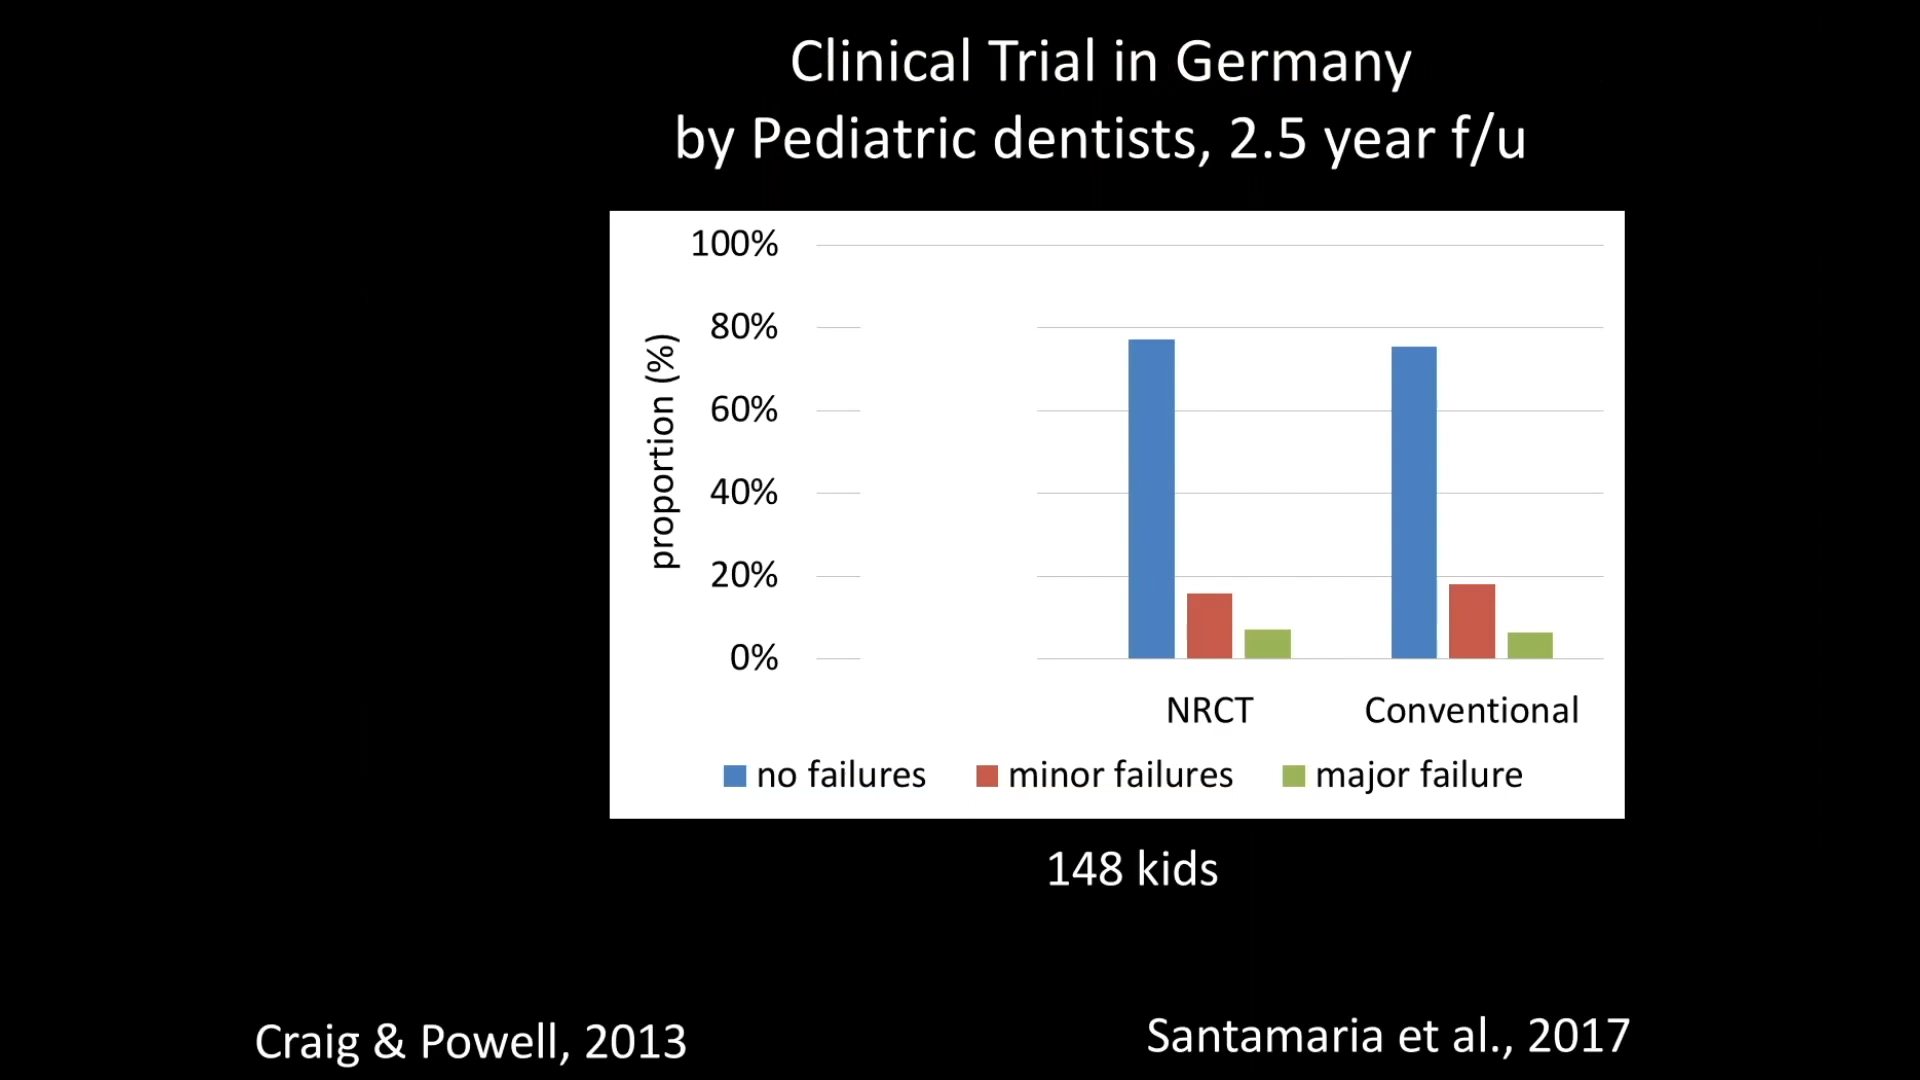 Clinical Trial in Germany
by Pediatric dentists, 2.5 year f/u
100%
80%
60%
40%
20%
0%
proportion (%)
NRCT
Conventional
no failures
minor failures
major failure
148 kids
Craig & Powell, 2013
Santamaria et al., 2017